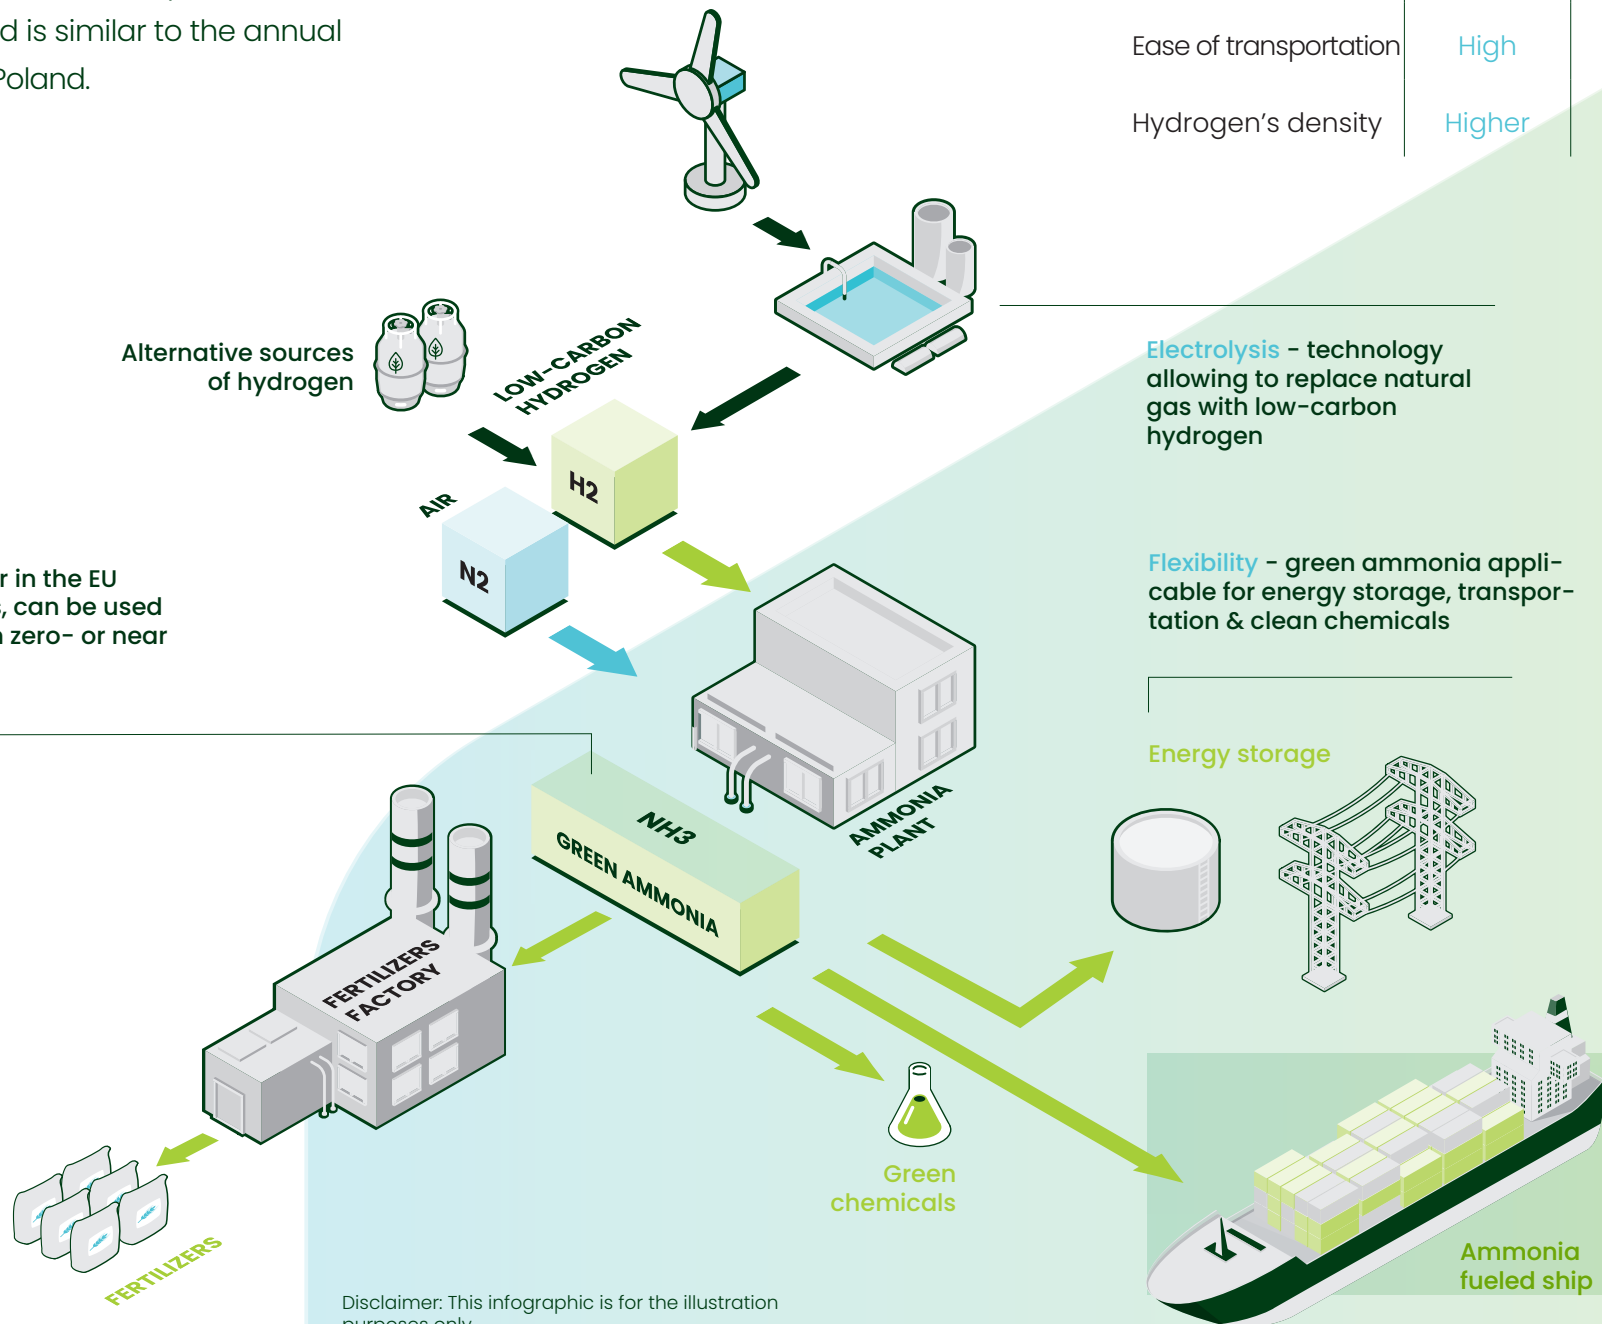 d is similar to the annual
Poland.
Ease of transportation High
Hydrogen's density Higher
Alternative sources
of hydrogen
LOW-CARBON
HYDROGEN
Electrolysis - technology
allowing to replace natural
gas with low-carbon
hydrogen
H2
AIR
N2
r in the EU
s, can be used
n zero- or near
Flexibility - green ammonia appli-
cable for energy storage, transpor-
tation & clean chemicals
Energy storage
AMMONIA
PLANT
NH3
GREEN AMMONIA
FERTILIZERS
FACTORY
Green
chemicals
FERTILIZERS
Ammonia
fueled ship
Disclaimer: This infographic is for the illustration
purposes only